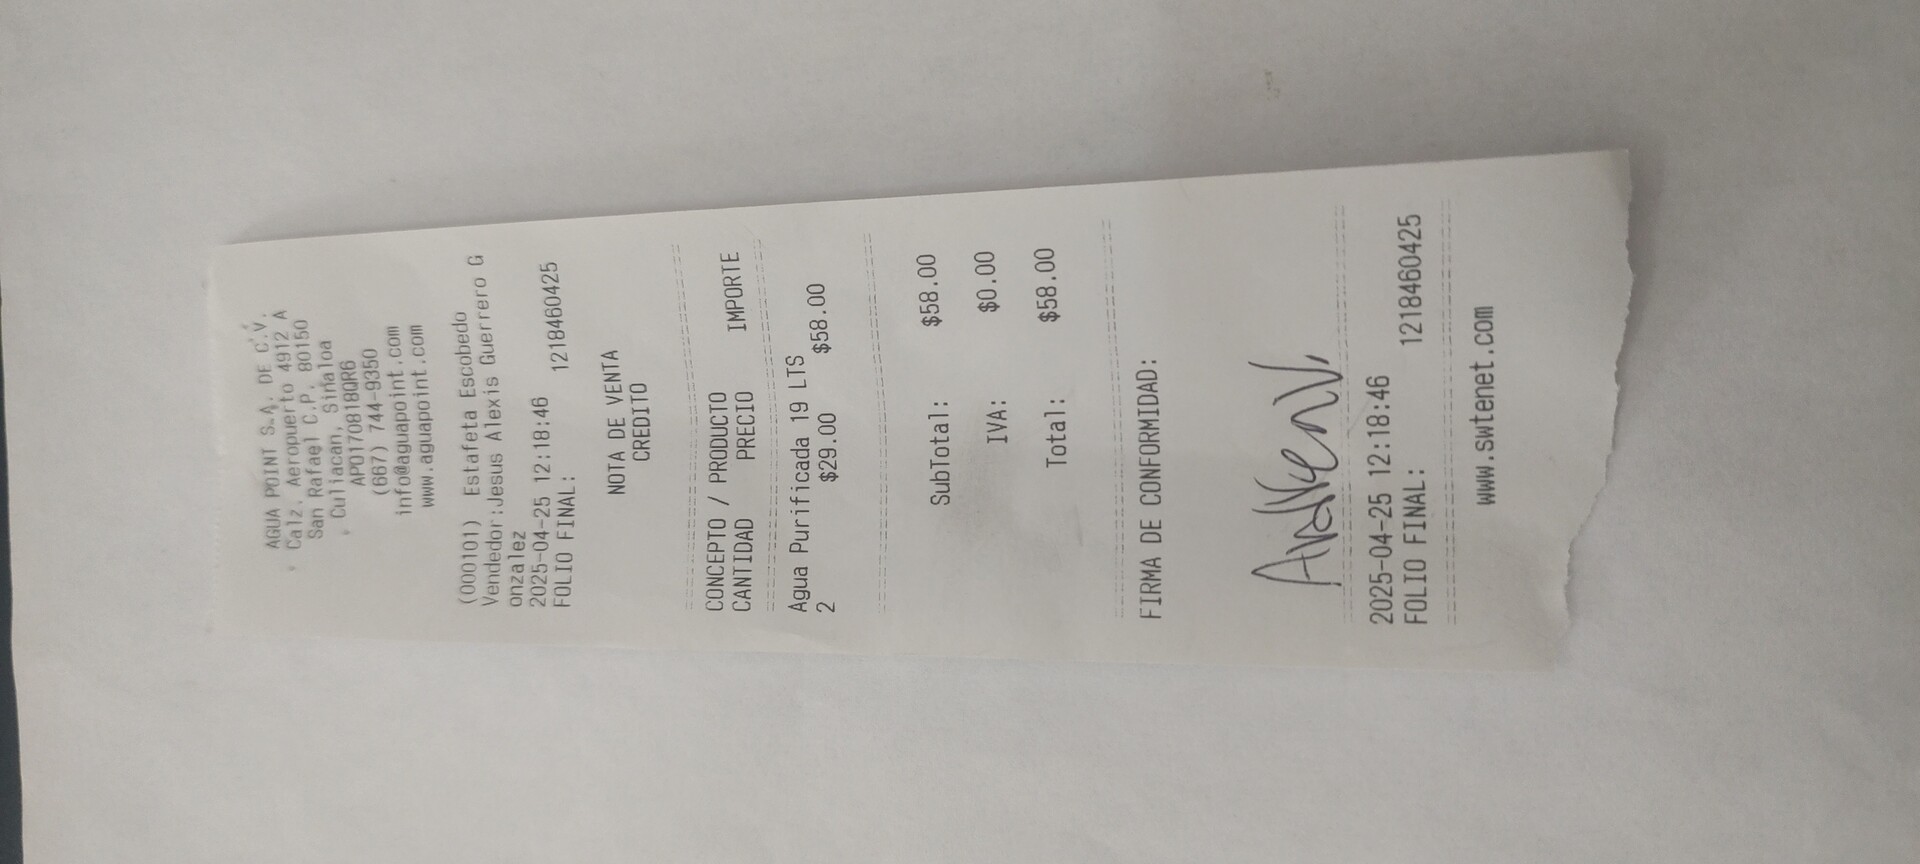 AGUA POINT S.A. DE C.V.
Calz. Aeropuerto 4912 A
San Rafael C.P. 80150
Culiacan, Sinaloa
APO170818QR6
(667) 744-9350
info@aguapoint.com
www.aguapoint.com
(000101) Estafeta Escobedo
Vendedor:Jesus Alexis Guerrero G
onzalez
2025-04-25 12:18:46
FOLIO FINAL: 1218460425
NOTA DE VENTA
CREDITO
CONCEPTO / PRODUCTO
CANTIDAD PRECIO IMPORTE
Agua Purificada 19 LTS
2 $29.00 $58.00
SubTotal: $58.00
IVA: $0.00
Total: $58.00
FIRMA DE CONFORMIDAD:
2025-04-25 12:18:46
FOLIO FINAL: 1218460425
www.swtenet.com